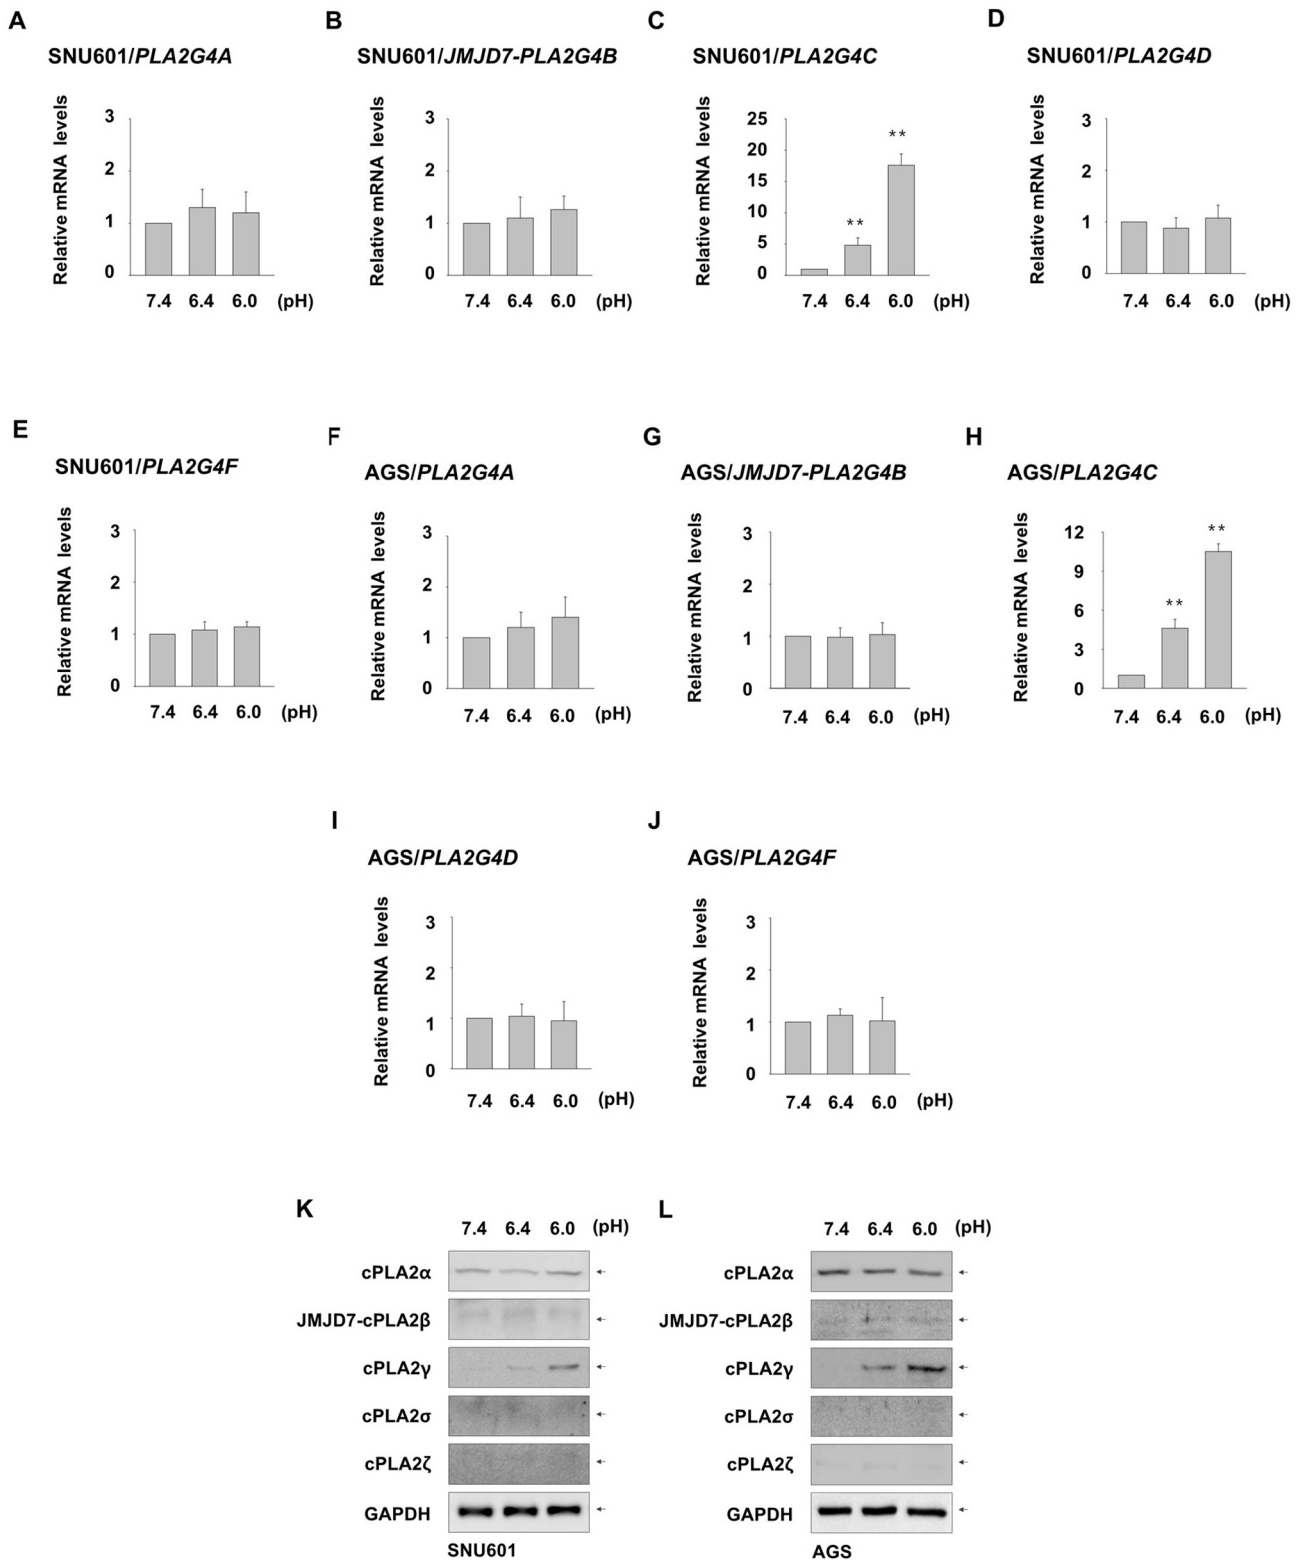 A
SNU601/PLA2G4A
Relative mRNA levels
3
2
1
0
7.4 6.4 6.0 (pH)
B
SNU601/JMJD7-PLA2G4B
Relative mRNA levels
3
2
1
0
7.4 6.4 6.0 (pH)
C
SNU601/PLA2G4C
Relative mRNA levels
25
20
15
10
5
0
**
**
7.4 6.4 6.0 (pH)
D
SNU601/PLA2G4D
Relative mRNA levels
3
2
1
0
7.4 6.4 6.0 (pH)
E
SNU601/PLA2G4F
Relative mRNA levels
3
2
1
0
7.4 6.4 6.0 (pH)
F
AGS/PLA2G4A
Relative mRNA levels
3
2
1
0
7.4 6.4 6.0 (pH)
G
AGS/JMJD7-PLA2G4B
Relative mRNA levels
3
2
1
0
7.4 6.4 6.0 (pH)
H
AGS/PLA2G4C
Relative mRNA levels
12
9
6
3
0
**
**
7.4 6.4 6.0 (pH)
I
AGS/PLA2G4D
Relative mRNA levels
3
2
1
0
7.4 6.4 6.0 (pH)
J
AGS/PLA2G4F
Relative mRNA levels
3
2
1
0
7.4 6.4 6.0 (pH)
K
7.4 6.4 6.0 (pH)
cPLA2α
JMJD7-cPLA2β
cPLA2γ
cPLA2σ
cPLA2ζ
GAPDH
SNU601
L
7.4 6.4 6.0 (pH)
cPLA2α
JMJD7-cPLA2β
cPLA2γ
cPLA2σ
cPLA2ζ
GAPDH
AGS